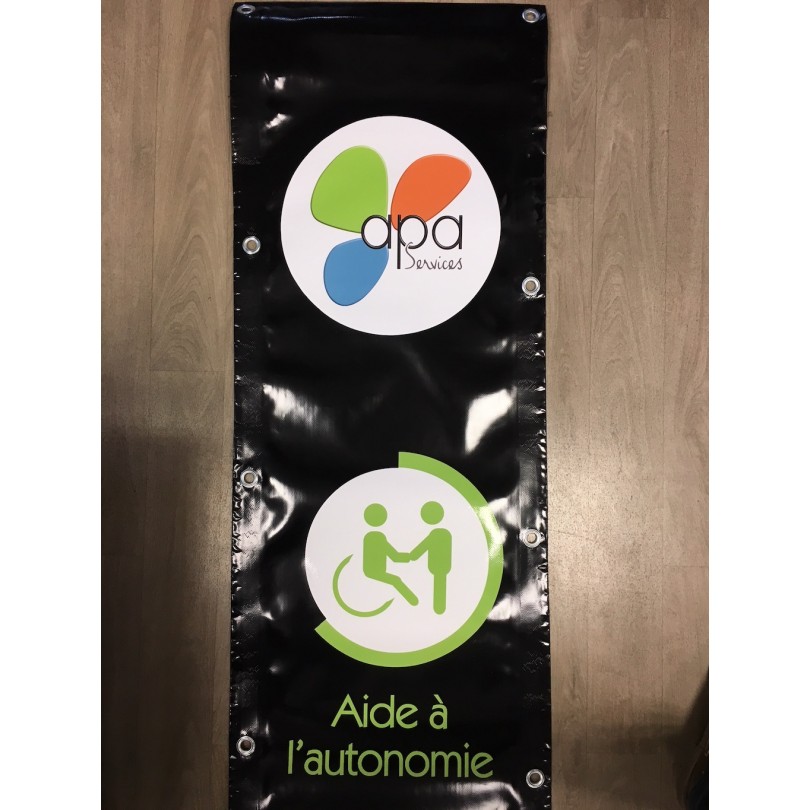 apa
Services
Aide à
l'autonomie